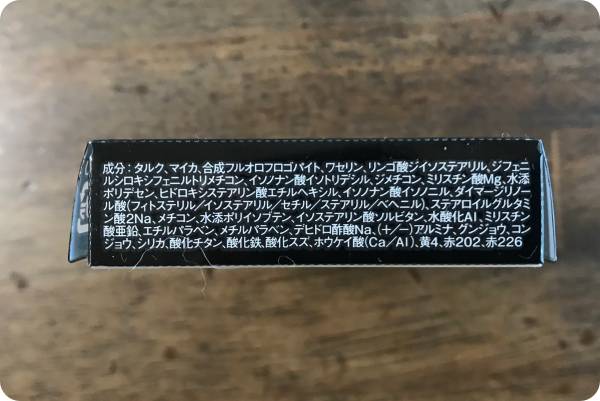 成分：タルク、マイカ、合成フルオロフロゴパイト、ワセリン、リンゴ酸ジイソステアリル、ジフェニ
ルシロキシフェニルトリメチコン、イソノナン酸イソトリデシル、ジメチコン、ミリスチン酸Mg、水添
ポリデセン、ヒドロキシステアリン酸エチルヘキシル、イソノナン酸イソノニル、ダイマージリノー
ル酸（フィトステリル／イソステアリル／セチル／ステアリル／ベヘニル）、ステアロイルグルタミ
ン酸2Na、メチコン、水添ポリイソブテン、イソステアリン酸ソルビタン、水酸化Al、ミリスチン
酸亜鉛、エチルパラベン、メチルパラベン、デヒドロ酢酸Na、（＋／－）アルミナ、グンジョウ、コン
ジョウ、シリカ、酸化チタン、酸化鉄、酸化スズ、ホウケイ酸（Ca／Al）、黄4、赤202、赤226